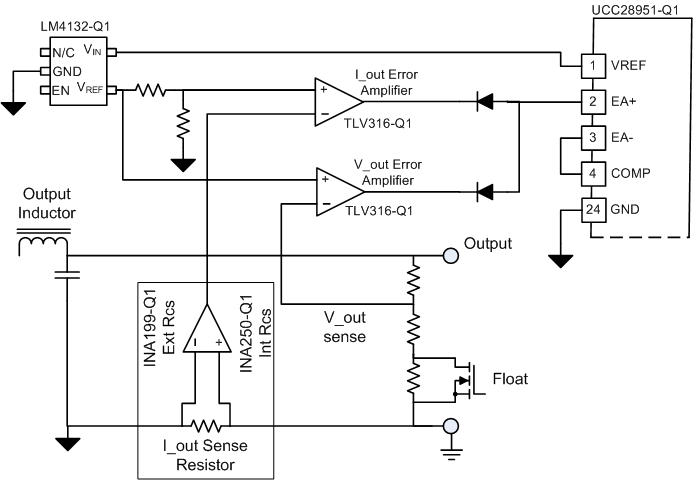 LM4132-Q1
UCC28951-Q1
N/C VIN
GND
EN VREF
I_out Error
Amplifier
+
−
TLV316-Q1
V_out Error
Amplifier
+
−
TLV316-Q1
1 VREF
2 EA+
3 EA-
4 COMP
24 GND
Output
Inductor
Output
INA199-Q1
Ext Rcs
INA250-Q1
Int Rcs
I +
V_out
sense
Float
I_out Sense
Resistor